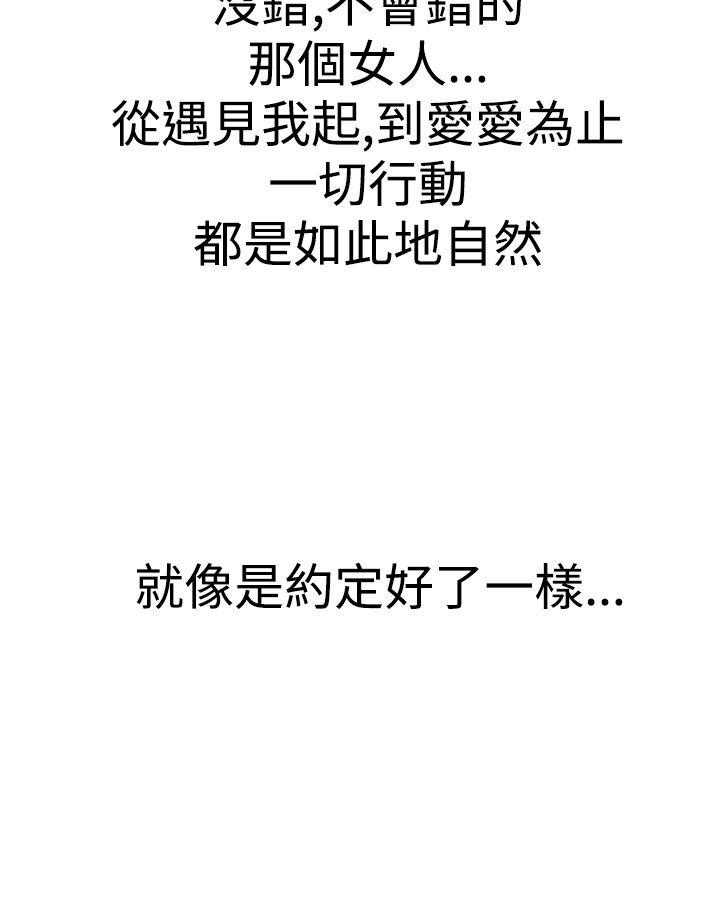 沒錯,不會錯的
那個女人...
從遇見我起,到愛愛為止
一切行動
都是如此地自然
就像是約定好了一樣...